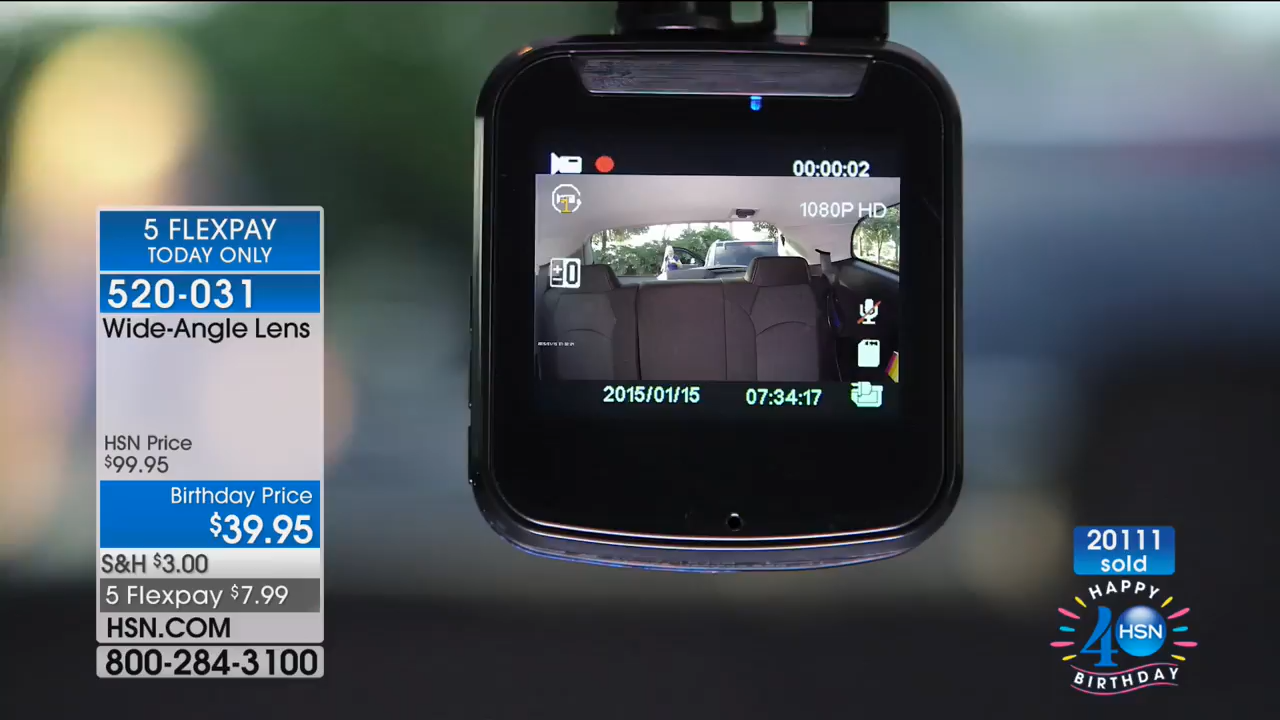 5 FLEXPAY
TODAY ONLY
520-031
Wide-Angle Lens
HSN Price
$99.95
Birthday Price
$39.95
S&H $3.00
5 Flexpay $7.99
HSN.COM
800-284-3100
00:00:02
1080P HD
±0
2015/01/15 07:34:17
20111
sold
HAPPY
40 HSN
BIRTHDAY